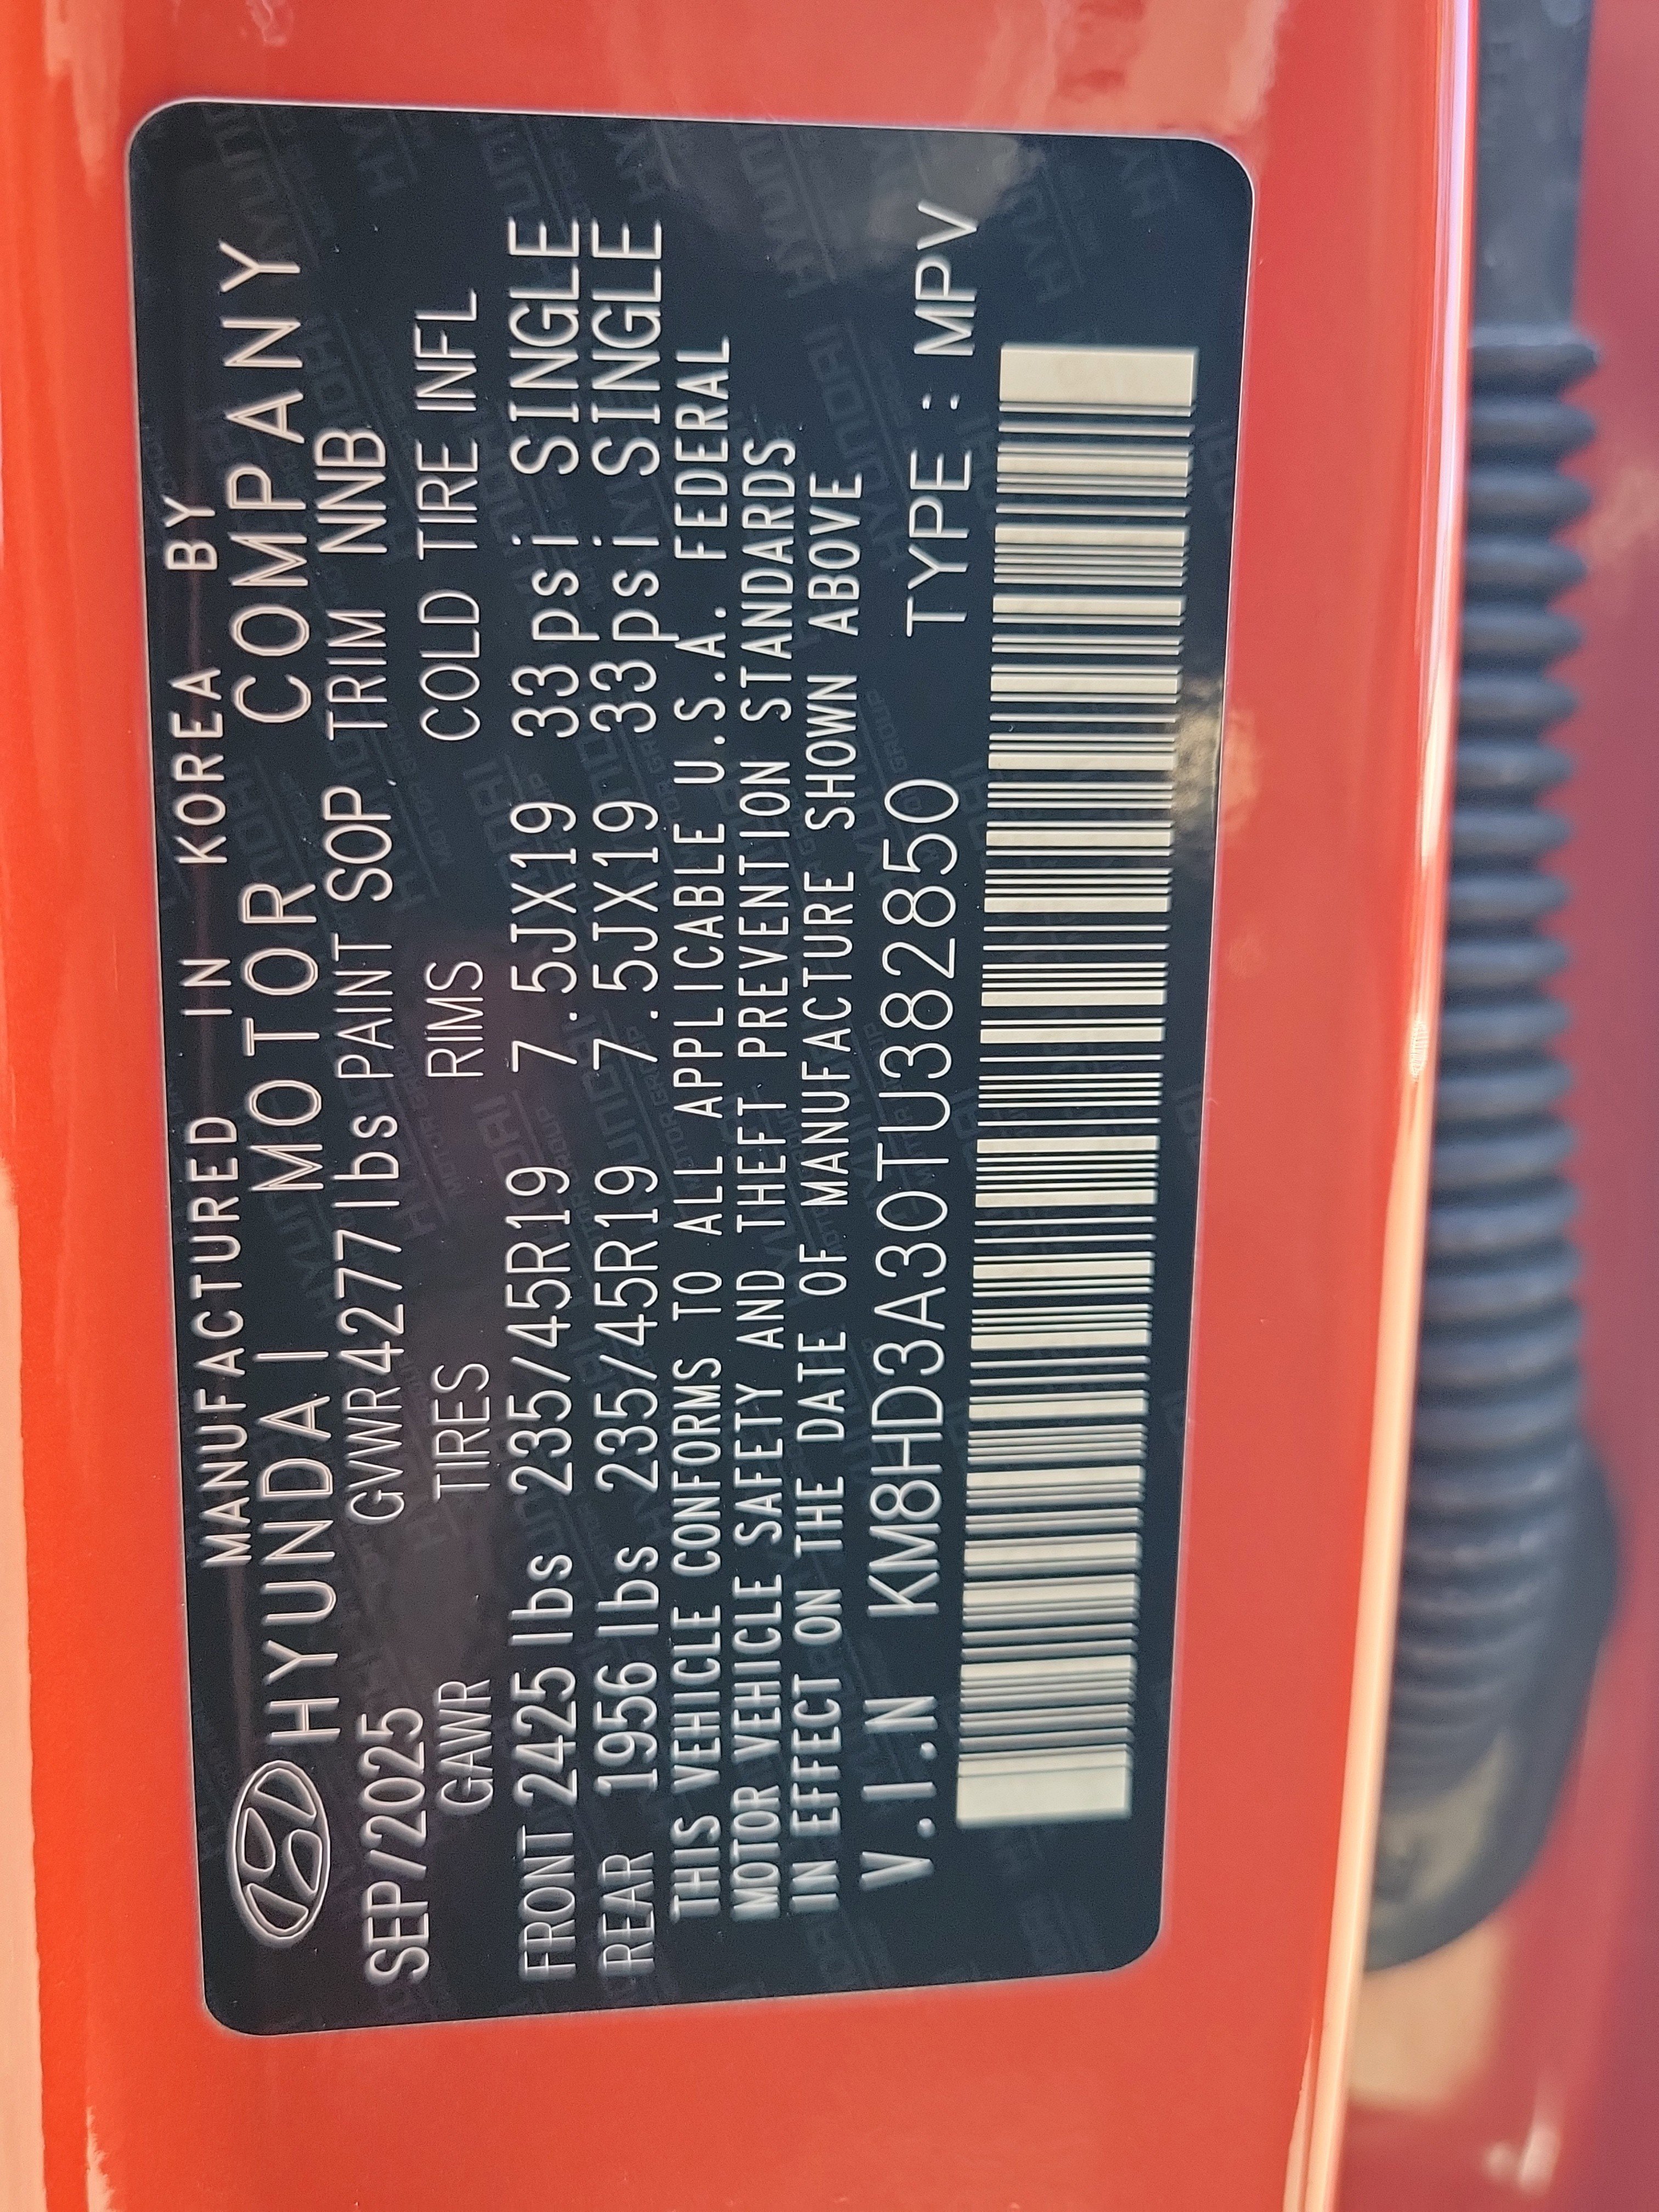 MANUFACTURED IN KOREA BY
HYUNDAI MOTOR COMPANY
SEP/2025 GVWR 4277 lbs PAINT SOP TRIM NNB
GAWR TIRES RIMS COLD TIRE INFL
FRONT 2425 lbs 235/45R19 7.5JX19 33 psi SINGLE
REAR 1956 lbs 235/45R19 7.5JX19 33 psi SINGLE
THIS VEHICLE CONFORMS TO ALL APPLICABLE U.S.A. FEDERAL
MOTOR VEHICLE SAFETY AND THEFT PREVENTION STANDARDS
IN EFFECT ON THE DATE OF MANUFACTURE SHOWN ABOVE
V.I.N KM8HD3A30TU382850 TYPE : MPV